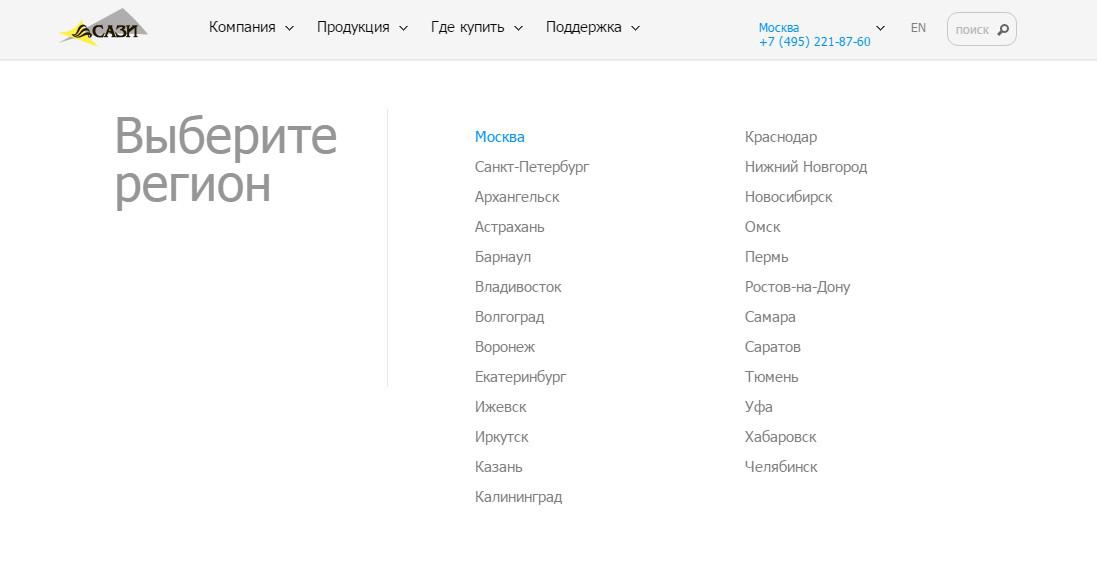 САЗИ
Компания
Продукция
Где купить
Поддержка
Москва
+7 (495) 221-87-60
EN
поиск
Выберите
регион
Москва
Санкт-Петербург
Архангельск
Астрахань
Барнаул
Владивосток
Волгоград
Воронеж
Екатеринбург
Ижевск
Иркутск
Казань
Калининград
Краснодар
Нижний Новгород
Новосибирск
Омск
Пермь
Ростов-на-Дону
Самара
Саратов
Тюмень
Уфа
Хабаровск
Челябинск